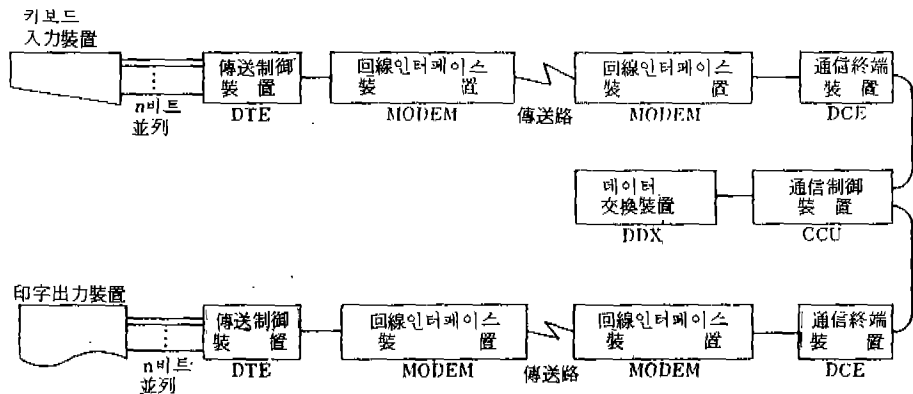 키보드
入力裝置
n비트
並列
傳送制御
裝 置
DTE
回線인터페이스
裝 置
MODEM
傳送路
回線인터페이스
裝 置
MODEM
通信終端
裝 置
DCE
데이터
交換裝置
DDX
通信制御
裝 置
CCU
印字出力裝置
n비트
並列
傳送制御
裝 置
DTE
回線인터페이스
裝 置
MODEM
傳送路
回線인터페이스
裝 置
MODEM
通信終端
裝 置
DCE